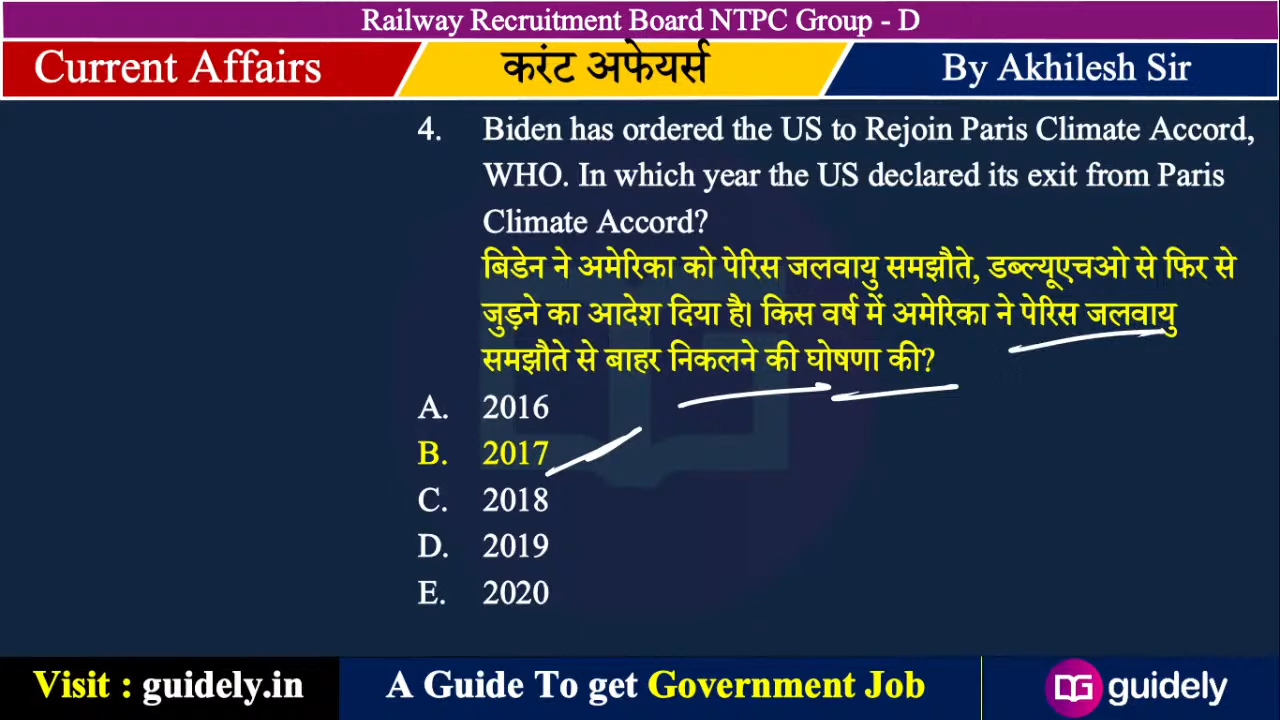 Railway Recruitment Board NTPC Group - D
Current Affairs
करंट अफेयर्स
By Akhilesh Sir
4. Biden has ordered the US to Rejoin Paris Climate Accord,
WHO. In which year the US declared its exit from Paris
Climate Accord?
बिडेन ने अमेरिका को पेरिस जलवायु समझौते, डब्ल्यूएचओ से फिर से
जुड़ने का आदेश दिया है। किस वर्ष में अमेरिका ने पेरिस जलवायु
समझौते से बाहर निकलने की घोषणा की?
A. 2016
B. 2017
C. 2018
D. 2019
E. 2020
Visit : guidely.in
A Guide To get Government Job
guidely